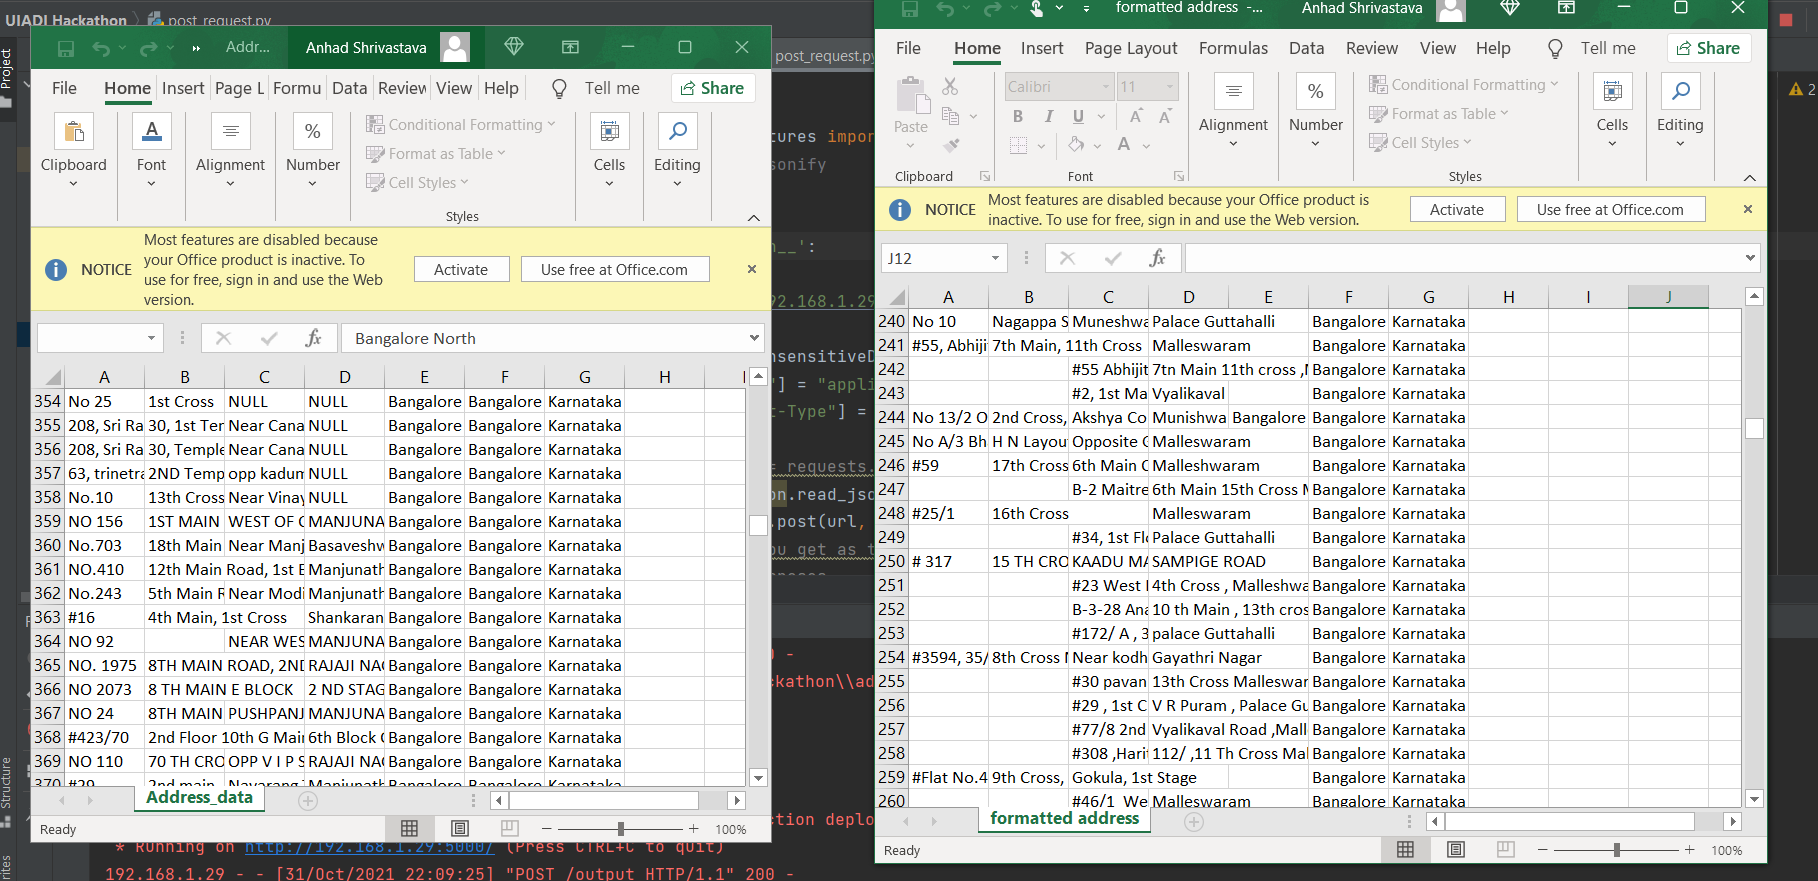 UIADI Hackathon
post_request.py
Project
Addr...
Anhad Shrivastava
File
Home
Insert
Page L
Formu
Data
Review
View
Help
Tell me
Share
Clipboard
Font
Alignment
Number
Conditional Formatting
Format as Table
Cell Styles
Styles
Cells
Editing
NOTICE
Most features are disabled because
your Office product is inactive. To
use for free, sign in and use the Web
version.
Activate
Use free at Office.com
fx
Bangalore North
A B C D E F G H
354 No 25 1st Cross NULL NULL Bangalore Bangalore Karnataka
355 208, Sri Ra 30, 1st Ter Near Cana NULL Bangalore Bangalore Karnataka
356 208, Sri Ra 30, Temple Near Cana NULL Bangalore Bangalore Karnataka
357 63, trinetra 2ND Temp opp kadum NULL Bangalore Bangalore Karnataka
358 No.10 13th Cross Near Vinay NULL Bangalore Bangalore Karnataka
359 NO 156 1ST MAIN WEST OF C MANJUNA Bangalore Bangalore Karnataka
360 No.703 18th Main Near Manj Basaveshw Bangalore Bangalore Karnataka
361 NO.410 12th Main Road, 1st E Manjunath Bangalore Bangalore Karnataka
362 No.243 5th Main R Near Modi Manjunath Bangalore Bangalore Karnataka
363 #16 4th Main, 1st Cross Shankaran Bangalore Bangalore Karnataka
364 NO 92 NEAR WES MANJUNA Bangalore Bangalore Karnataka
365 NO. 1975 8TH MAIN ROAD, 2ND RAJAJI NAG Bangalore Bangalore Karnataka
366 NO 2073 8 TH MAIN E BLOCK 2 ND STAG Bangalore Bangalore Karnataka
367 NO 24 8TH MAIN PUSHPANJ MANJUNA Bangalore Bangalore Karnataka
368 #423/70 2nd Floor 10th G Mai 6th Block Bangalore Bangalore Karnataka
369 NO 110 70 TH CRO OPP V I P S RAJAJI NAG Bangalore Bangalore Karnataka
370 #29 2nd main Navarang Manjunath Bangalore Bangalore Karnataka
Address_data
Ready
100%
post_request.py
tures impor
sonify
n__':
92.168.1.29
nsensitiveD
"] = "appli
t-Type"] =
= requests.
on.read_jso
.post(url,
ou get as t
2
formatted address -...
Anhad Shrivastava
File
Home
Insert
Page Layout
Formulas
Data
Review
View
Help
Tell me
Share
Paste
Clipboard
Calibri
11
B I U
A A
A
Font
Alignment
Number
Conditional Formatting
Format as Table
Cell Styles
Styles
Cells
Editing
NOTICE
Most features are disabled because your Office product is
inactive. To use for free, sign in and use the Web version.
Activate
Use free at Office.com
J12
fx
A B C D E F G H I J
240 No 10 Nagappa S Muneshwa Palace Guttahalli Bangalore Karnataka
241 #55, Abhiji 7th Main, 11th Cross Malleswaram Bangalore Karnataka
242 #55 Abhijit 7tn Main 11th cross ,M Bangalore Karnataka
243 #2, 1st Ma Vyalikaval Bangalore Karnataka
244 No 13/2 O 2nd Cross, Akshya Co Munishwa Bangalore Bangalore Karnataka
245 No A/3 Bh H N Layou Opposite G Malleswaram Bangalore Karnataka
246 #59 17th Cross 6th Main C Malleshwaram Bangalore Karnataka
247 B-2 Maitre 6th Main 15th Cross M Bangalore Karnataka
248 #25/1 16th Cross Malleswaram Bangalore Karnataka
249 #34, 1st Flo Palace Guttahalli Bangalore Karnataka
250 # 317 15 TH CRO KAADU MA SAMPIGE ROAD Bangalore Karnataka
251 #23 West 4th Cross , Malleshwa Bangalore Karnataka
252 B-3-28 Ana 10 th Main , 13th cros Bangalore Karnataka
253 #172/ A , 3 palace Guttahalli Bangalore Karnataka
254 #3594, 35/ 8th Cross Near kodh Gayathri Nagar Bangalore Karnataka
255 #30 pavan 13th Cross Malleswar Bangalore Karnataka
256 #29 , 1st C V R Puram , Palace Gu Bangalore Karnataka
257 #77/8 2nd Vyalikaval Road ,Mall Bangalore Karnataka
258 #308 ,Hari 112/ ,11 Th Cross Mal Bangalore Karnataka
259 #Flat No.4 9th Cross, Gokula, 1st Stage Bangalore Karnataka
260 #46/1 We Malleswaram Bangalore Karnataka
formatted address
Ready
100%
ckathon\\ad
ction deplo
* Running on http://192.168.1.29:5000/ (Press CTRL+C to quit)
192.168.1.29 - - [31/Oct/2021 22:09:25] "POST /output HTTP/1.1" 200 -
Structure